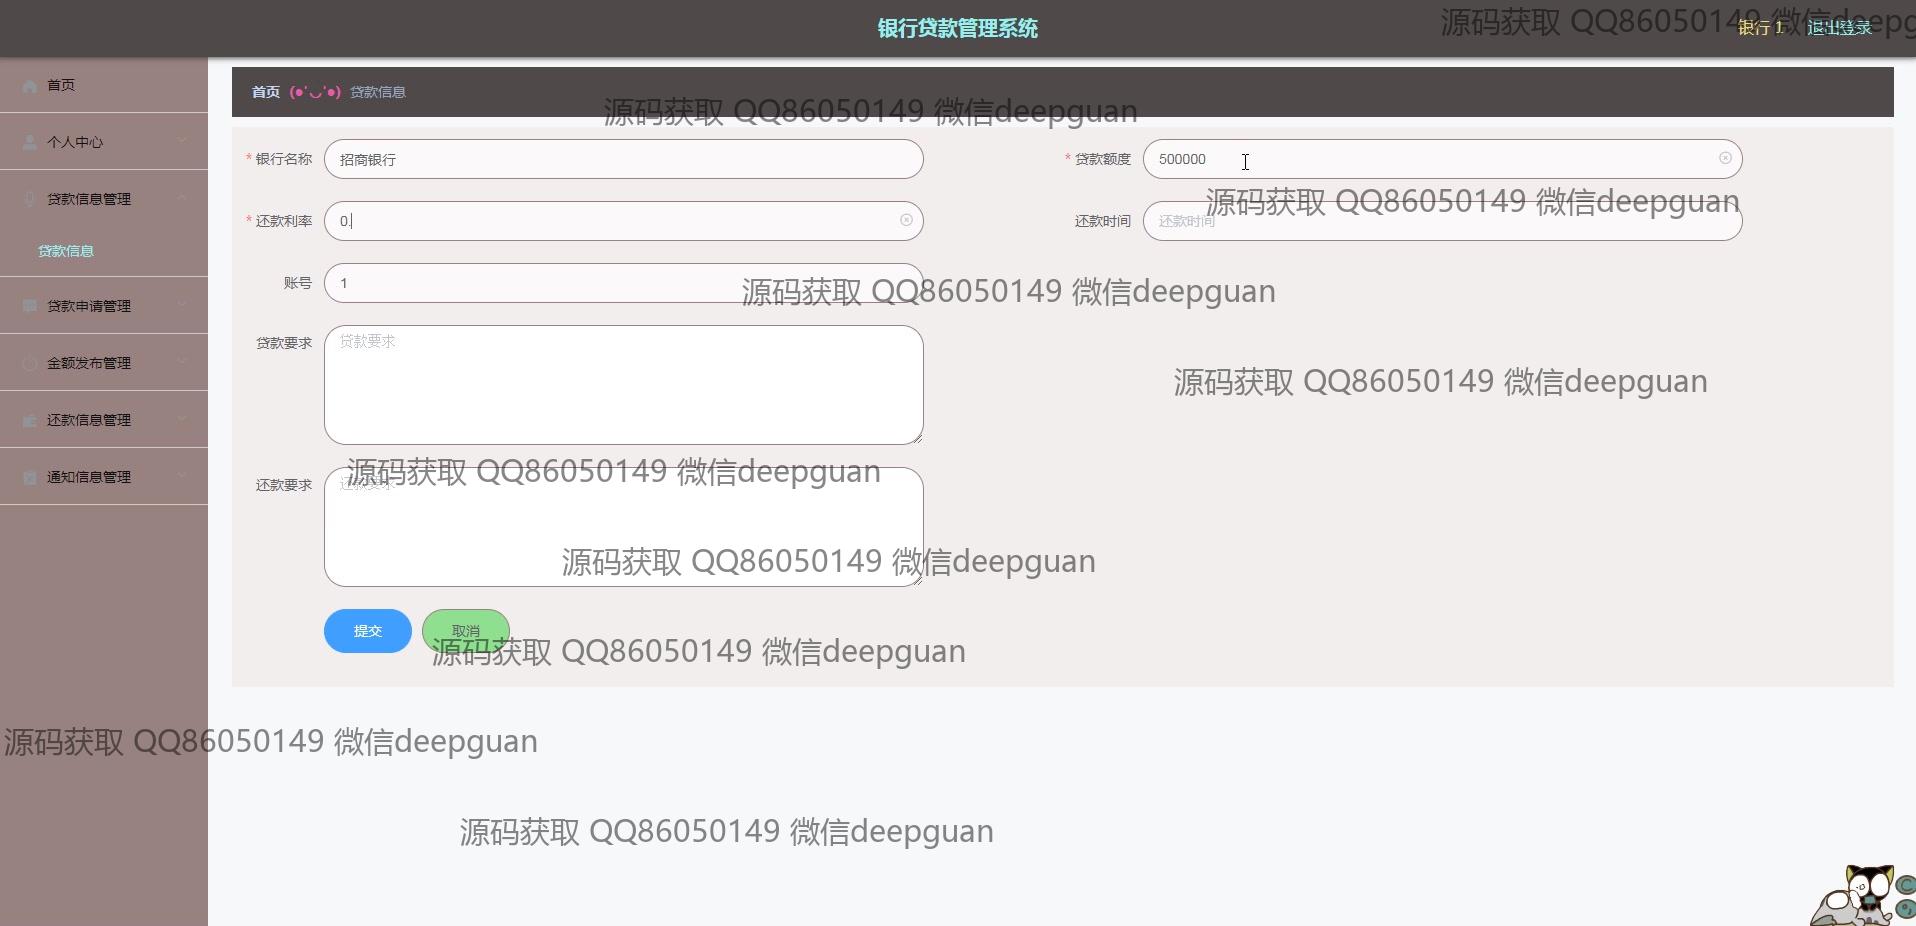 银行贷款管理系统
源码获取 QQ86050149 微信deepg
银行 1
退出登录
首页
个人中心
贷款信息管理
贷款信息
贷款申请管理
金额发布管理
还款信息管理
通知信息管理
首页 (●'◡'●) 贷款信息
源码获取 QQ86050149 微信deepguan
* 银行名称 招商银行
* 贷款额度 500000
源码获取 QQ86050149 微信deepguan
* 还款利率 0.
还款时间 还款时间
账号 1
源码获取 QQ86050149 微信deepguan
贷款要求 贷款要求
源码获取 QQ86050149 微信deepguan
源码获取 QQ86050149 微信deepguan
还款要求 还款要求
源码获取 QQ86050149 微信deepguan
提交 取消
源码获取 QQ86050149 微信deepguan
源码获取 QQ86050149 微信deepguan
源码获取 QQ86050149 微信deepguan